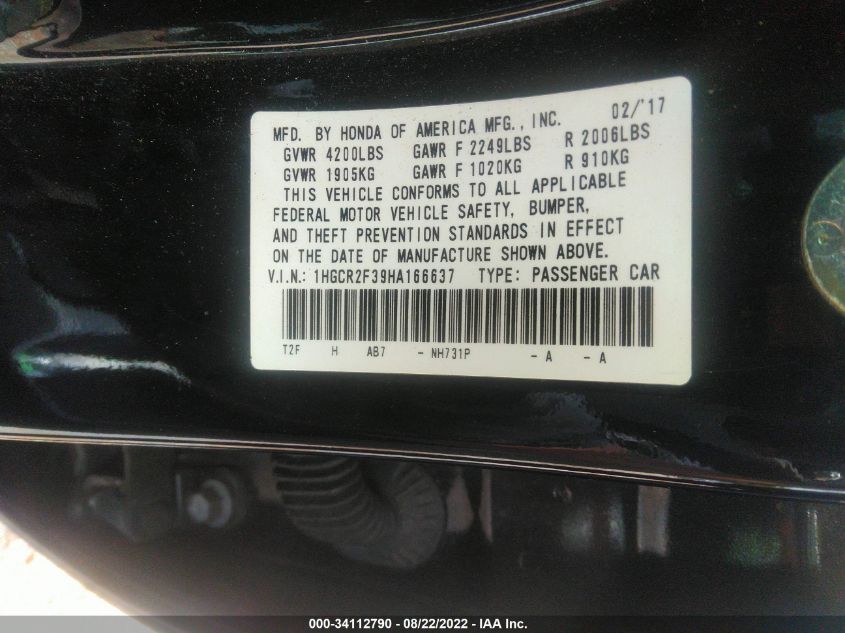 MFD. BY HONDA OF AMERICA MFG., INC. 02/'17
GVWR 4200LBS GAWR F 2249LBS R 2006LBS
GVWR 1905KG GAWR F 1020KG R 910KG
THIS VEHICLE CONFORMS TO ALL APPLICABLE
FEDERAL MOTOR VEHICLE SAFETY, BUMPER,
AND THEFT PREVENTION STANDARDS IN EFFECT
ON THE DATE OF MANUFACTURE SHOWN ABOVE.
V.I.N.: 1HGCR2F39HA166637 TYPE: PASSENGER CAR
T2F H AB7 - NH731P - A - A
000-34112790 - 08/22/2022 - IAA Inc.